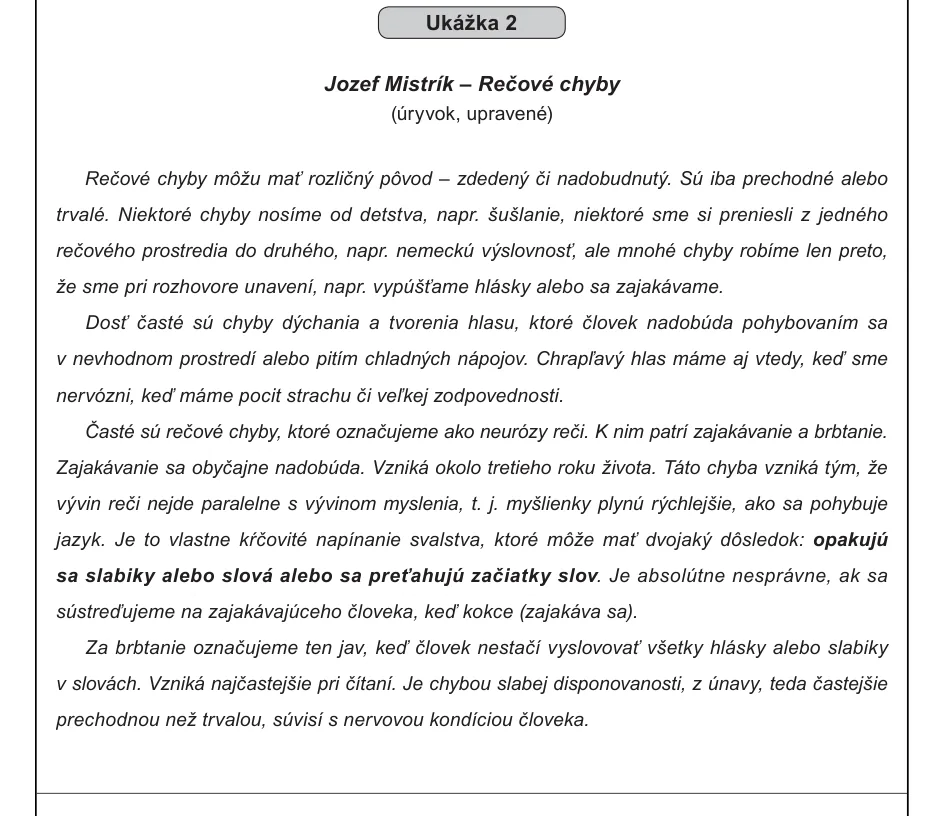 Ukážka 2
Jozef Mistrík – Rečové chyby
(úryvok, upravené)
Rečové chyby môžu mať rozličný pôvod – zdedený či nadobudnutý. Sú iba prechodné alebo
trvalé. Niektoré chyby nosíme od detstva, napr. šušlanie, niektoré sme si preniesli z jedného
rečového prostredia do druhého, napr. nemeckú výslovnosť, ale mnohé chyby robíme len preto,
že sme pri rozhovore unavení, napr. vypúšťame hlásky alebo sa zajakávame.
Dosť časté sú chyby dýchania a tvorenia hlasu, ktoré človek nadobúda pohybovaním sa
v nevhodnom prostredí alebo pitím chladných nápojov. Chrapľavý hlas máme aj vtedy, keď sme
nervózni, keď máme pocit strachu či veľkej zodpovednosti.
Časté sú rečové chyby, ktoré označujeme ako neurózy reči. K nim patrí zajakávanie a brbtanie.
Zajakávanie sa obyčajne nadobúda. Vzniká okolo tretieho roku života. Táto chyba vzniká tým, že
vývin reči nejde paralelne s vývinom myslenia, t. j. myšlienky plynú rýchlejšie, ako sa pohybuje
jazyk. Je to vlastne kŕčovité napínanie svalstva, ktoré môže mať dvojaký dôsledok: opakujú
sa slabiky alebo slová alebo sa preťahujú začiatky slov. Je absolútne nesprávne, ak sa
sústreďujeme na zajakávajúceho človeka, keď kokce (zajakáva sa).
Za brbtanie označujeme ten jav, keď človek nestačí vyslovovať všetky hlásky alebo slabiky
v slovách. Vzniká najčastejšie pri čítaní. Je chybou slabej disponovanosti, z únavy, teda častejšie
prechodnou než trvalou, súvisí s nervovou kondíciou človeka.